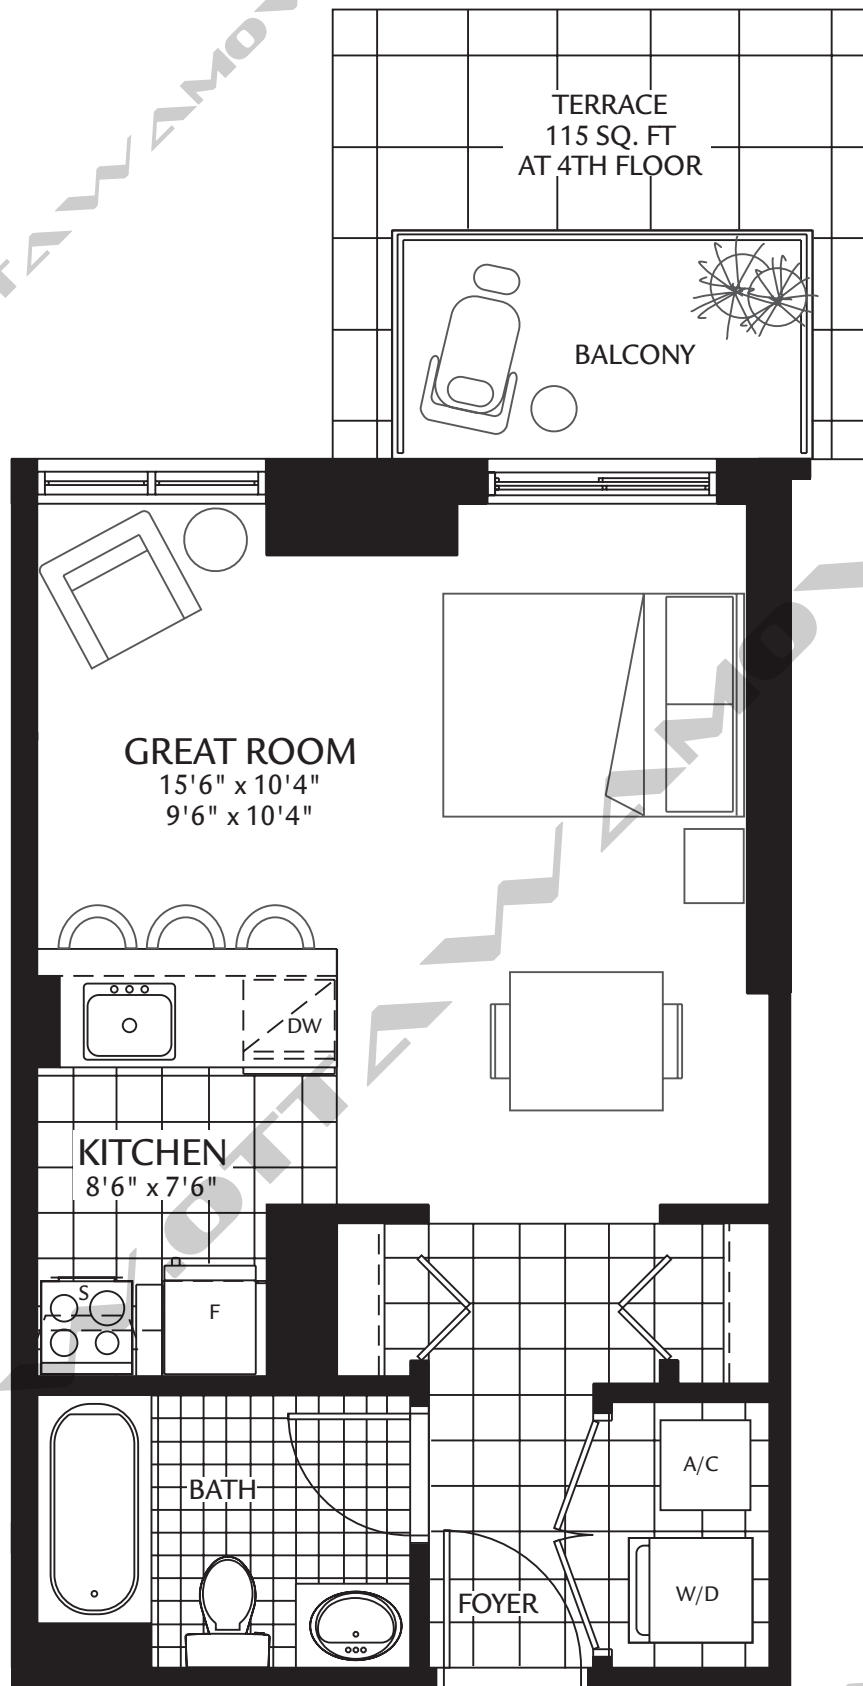 TERRACE
115 SQ. FT
AT 4TH FLOOR
BALCONY
GREAT ROOM
15'6" x 10'4"
9'6" x 10'4"
DW
KITCHEN
8'6" x 7'6"
S
F
BATH
A/C
W/D
FOYER